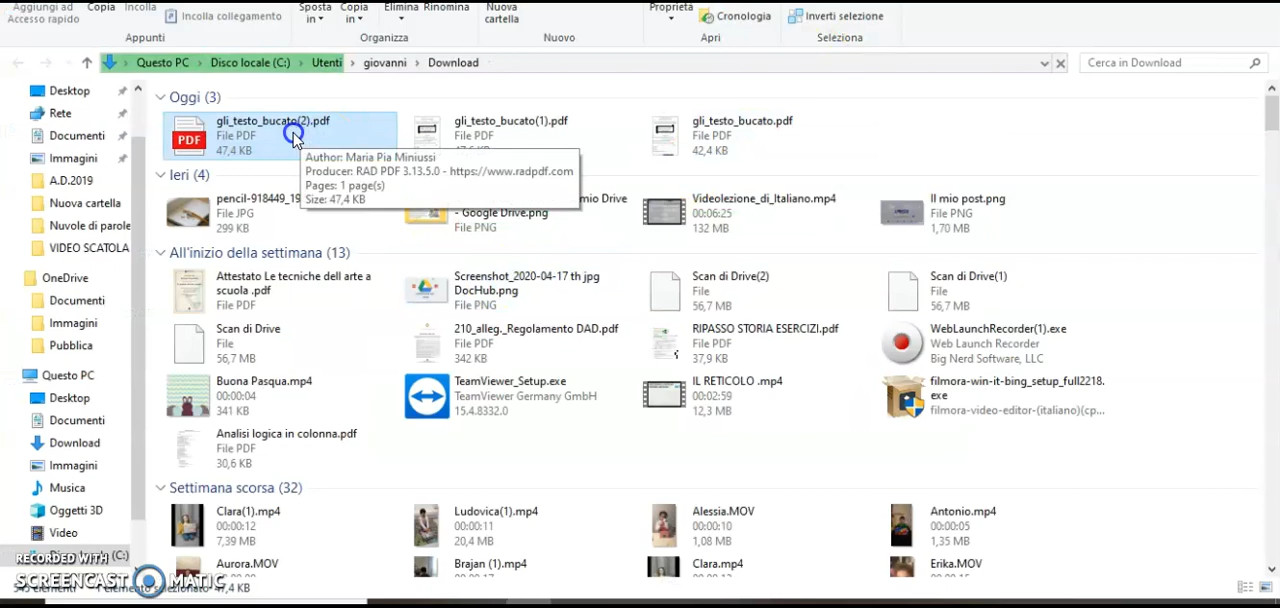 Aggiungi ad
Accesso rapido
Copia
Incolla
Incolla collegamento
Sposta
in
Copia
in
Elimina
Rinomina
Nuova
cartella
Proprietà
Cronologia
Inverti selezione
Appunti
Organizza
Nuovo
Apri
Seleziona
Questo PC > Disco locale (C:) > Utenti > giovanni > Download
Cerca in Download
Desktop
Rete
Documenti
Immagini
A.D.2019
Nuova cartella
Nuvole di parole
VIDEO SCATOLA
OneDrive
Documenti
Immagini
Pubblica
Questo PC
Desktop
Documenti
Download
Immagini
Musica
Oggetti 3D
Video
Oggi (3)
gli_testo_bucato(2).pdf
File PDF
47,4 KB
PDF
gli_testo_bucato(1).pdf
File PDF
gli_testo_bucato.pdf
File PDF
42,4 KB
Author: Maria Pia Miniussi
Producer: RAD PDF 3.13.5.0 - https://www.radpdf.com
Pages: 1 page(s)
Size: 47,4 KB
Ieri (4)
pencil-918449_19
File JPG
299 KB
mio Drive
- Google Drive.png
File PNG
Videolezione_di_Italiano.mp4
00:06:25
132 MB
Il mio post.png
File PNG
1,70 MB
All'inizio della settimana (13)
Attestato Le tecniche dell arte a
scuola .pdf
File PDF
Screenshot_2020-04-17 th jpg
DocHub.png
File PNG
Scan di Drive(2)
File
56,7 MB
Scan di Drive(1)
File
56,7 MB
Scan di Drive
File
56,7 MB
210_alleg._Regolamento DAD.pdf
File PDF
342 KB
RIPASSO STORIA ESERCIZI.pdf
File PDF
37,9 KB
WebLaunchRecorder(1).exe
Web Launch Recorder
Big Nerd Software, LLC
Buona Pasqua.mp4
00:00:04
341 KB
TeamViewer_Setup.exe
TeamViewer Germany GmbH
15.4.8332.0
IL RETICOLO .mp4
00:02:59
12,3 MB
filmora-win-it-bing_setup_full2218.
exe
filmora-video-editor-(italiano)(cp...
Analisi logica in colonna.pdf
File PDF
30,6 KB
Settimana scorsa (32)
Clara(1).mp4
00:00:12
7,39 MB
Ludovica(1).mp4
00:00:11
20,4 MB
Alessia.MOV
00:00:10
1,08 MB
Antonio.mp4
00:00:05
1,35 MB
Aurora.MOV
Brajan (1).mp4
Clara.mp4
Erika.MOV
(C:)
RECORDED WITH
SCREENCAST MATIC
47,4 KB